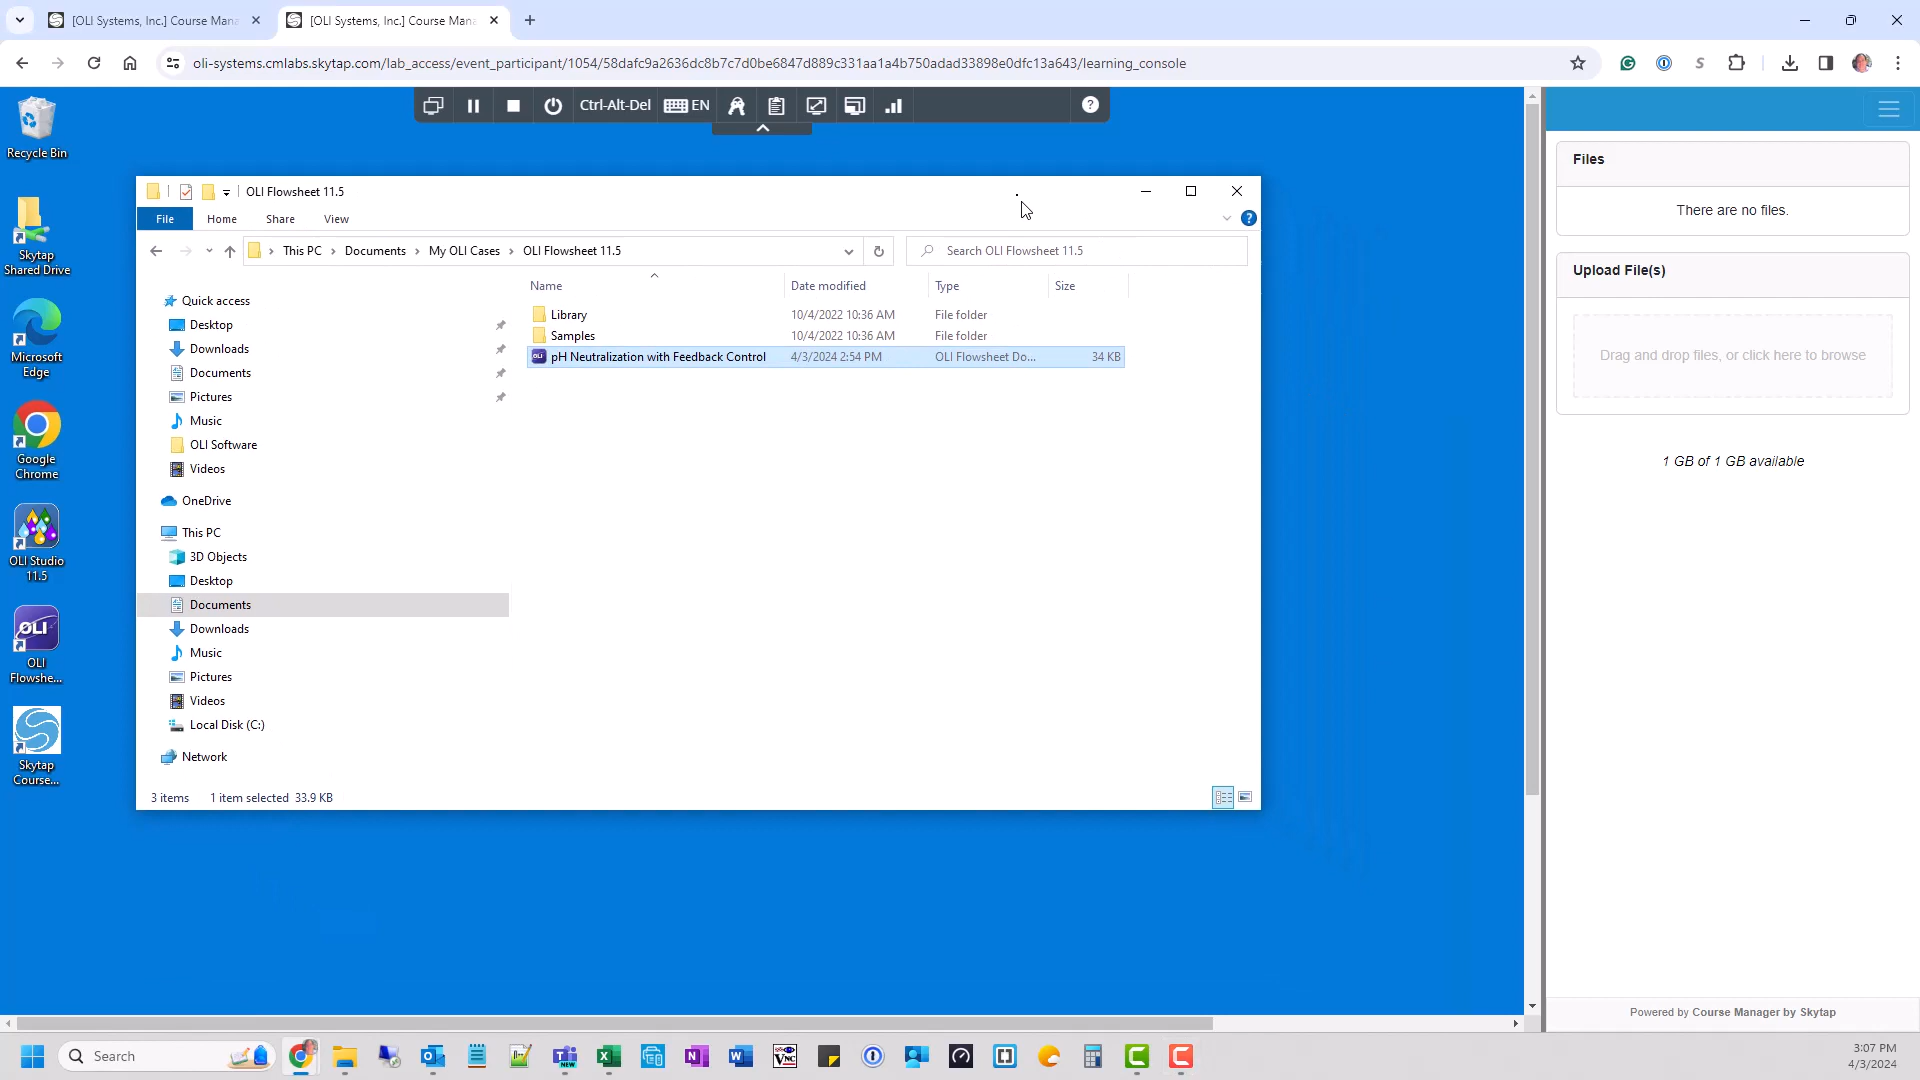 [OLI Systems, Inc.] Course Mana
[OLI Systems, Inc.] Course Mana
oli-systems.cmlabs.skytap.com/lab_access/event_participant/1054/58dafc9a2636dc8b7c7d0be6847d889c331aa1a4b750adad33898e0dfc13a643/learning_console
Ctrl-Alt-Del
EN
Recycle Bin
Skytap
Shared Drive
Microsoft
Edge
Google
Chrome
OLI Studio
11.5
OLI
OLI
Flowshe...
Skytap
Course...
OLI Flowsheet 11.5
File Home Share View
This PC > Documents > My OLI Cases > OLI Flowsheet 11.5
Search OLI Flowsheet 11.5
Quick access
Desktop
Downloads
Documents
Pictures
Music
OLI Software
Videos
OneDrive
This PC
3D Objects
Desktop
Documents
Downloads
Music
Pictures
Videos
Local Disk (C:)
Network
Name Date modified Type Size
Library 10/4/2022 10:36 AM File folder
Samples 10/4/2022 10:36 AM File folder
pH Neutralization with Feedback Control 4/3/2024 2:54 PM OLI Flowsheet Do... 34 KB
3 items 1 item selected 33.9 KB
Files
There are no files.
Upload File(s)
Drag and drop files, or click here to browse
1 GB of 1 GB available
Powered by Course Manager by Skytap
Search
NEW
3:07 PM
4/3/2024